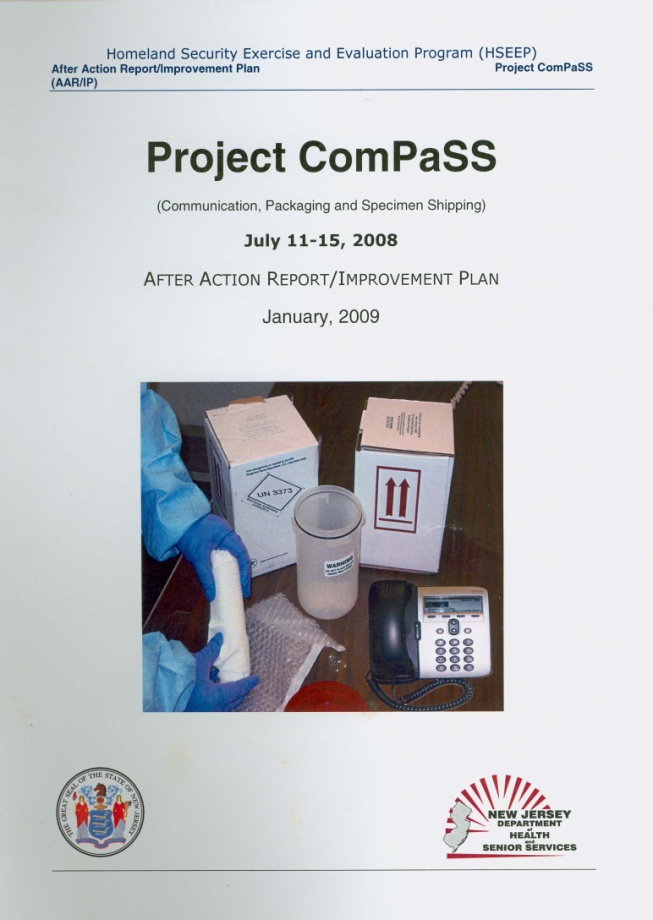 Homeland Security Exercise and Evaluation Program (HSEEP)
After Action Report/Improvement Plan
Project ComPaSS
(AAR/IP)
Project ComPaSS
(Communication, Packaging and Specimen Shipping)
July 11-15, 2008
AFTER ACTION REPORT/IMPROVEMENT PLAN
January, 2009
UN 3373
WARNING
THE GREAT SEAL OF THE STATE OF NEW JERSEY
NEW JERSEY
DEPARTMENT
of
HEALTH
and
SENIOR SERVICES